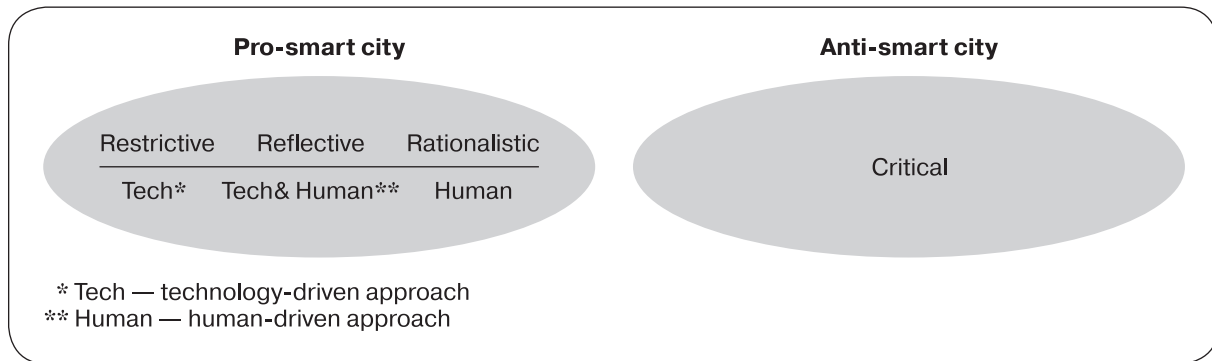 Pro-smart city
Anti-smart city
Restrictive Reflective Rationalistic
Tech* Tech& Human** Human
Critical
* Tech — technology-driven approach
** Human — human-driven approach